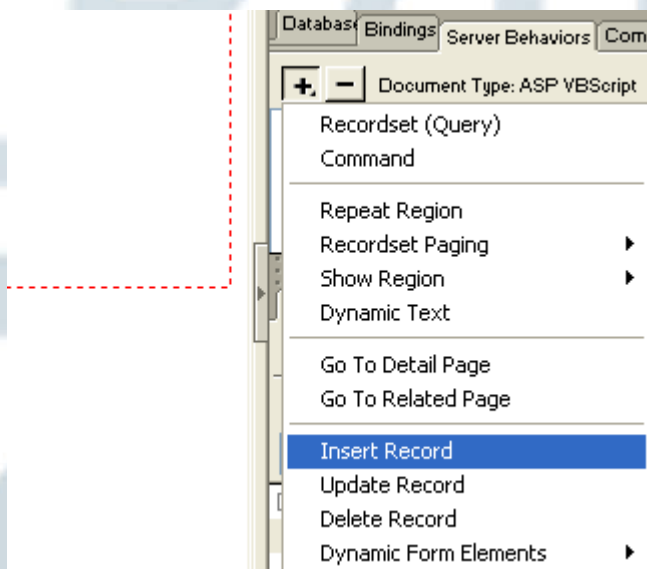 Databas Bindings Server Behaviors Com
Document Type: ASP VBScript
Recordset (Query)
Command
Repeat Region
Recordset Paging
Show Region
Dynamic Text
Go To Detail Page
Go To Related Page
Insert Record
Update Record
Delete Record
Dynamic Form Elements